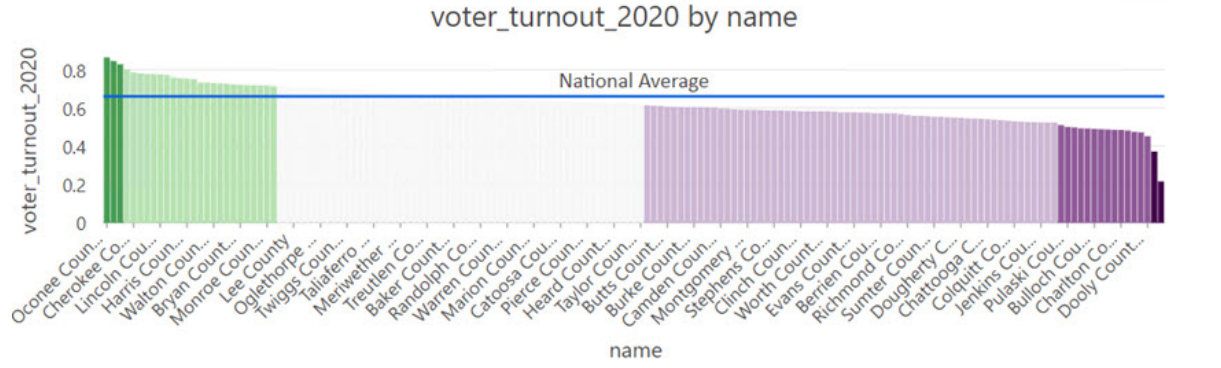 voter_turnout_2020 by name
voter_turnout_2020
0.8
0.6
0.4
0.2
0
National Average
Oconee Coun...
Cherokee Co...
Lincoln Cou...
Harris Coun...
Walton Coun...
Bryan Count...
Monroe Coun...
Lee County
Oglethorpe ...
Twiggs Coun...
Taliaferro ...
Meriwether ...
Treutlen Co...
Baker Count...
Randolph Co...
Warren Coun...
Marion Coun...
Catoosa Cou...
Pierce Coun...
Heard Count...
Taylor Coun...
Butts Count...
Burke Count...
Camden Coun...
Montgomery ...
Stephens Co...
Clinch Coun...
Worth Count...
Evans Count...
Berrien Cou...
Richmond Co...
Sumter Coun...
Dougherty C...
Chattooga C...
Colquitt Co...
Jenkins Cou...
Pulaski Cou...
Bulloch Cou...
Charlton Co...
Dooly Count...
name